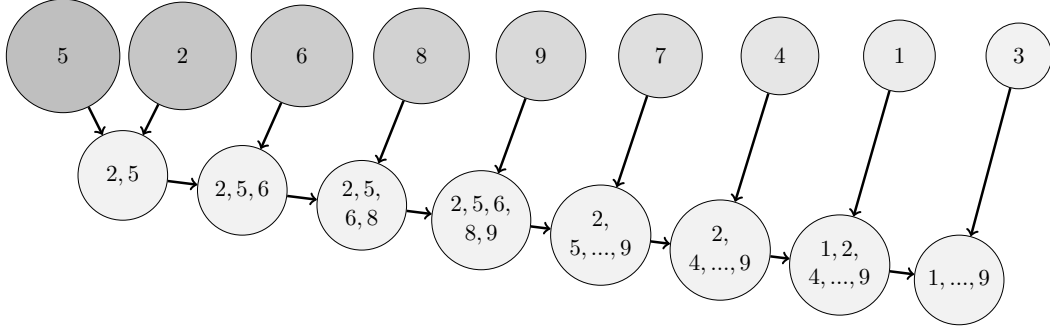 5 2 6 8 9 7 4 1 3
2, 5
2, 5, 6
2, 5,
6, 8
2, 5, 6,
8, 9
2,
5, ..., 9
2,
4, ..., 9
1, 2,
4, ..., 9
1, ..., 9